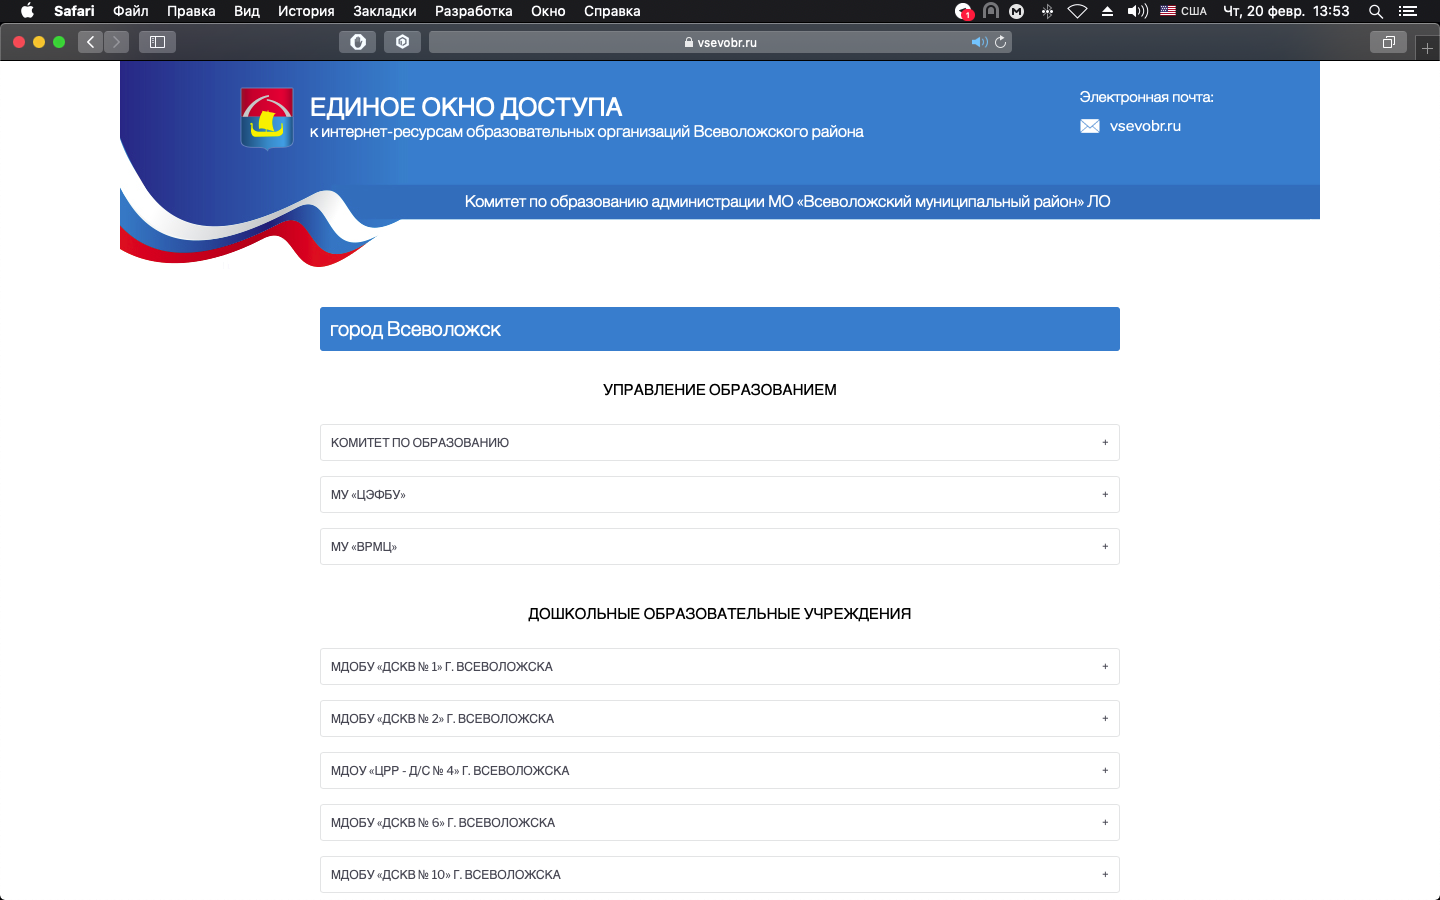 Safari Файл Правка Вид История Закладки Разработка Окно Справка 1 США Чт, 20 февр. 13:53
vsevobr.ru
ЕДИНОЕ ОКНО ДОСТУПА
к интернет-ресурсам образовательных организаций Всеволожского района
Электронная почта:
vsevobr.ru
Комитет по образованию администрации МО «Всеволожский муниципальный район» ЛО
город Всеволожск
УПРАВЛЕНИЕ ОБРАЗОВАНИЕМ
КОМИТЕТ ПО ОБРАЗОВАНИЮ +
МУ «ЦЭФБУ» +
МУ «ВРМЦ» +
ДОШКОЛЬНЫЕ ОБРАЗОВАТЕЛЬНЫЕ УЧРЕЖДЕНИЯ
МДОБУ «ДСКВ № 1» Г. ВСЕВОЛОЖСКА +
МДОБУ «ДСКВ № 2» Г. ВСЕВОЛОЖСКА +
МДОУ «ЦРР - Д/С № 4» Г. ВСЕВОЛОЖСКА +
МДОБУ «ДСКВ № 6» Г. ВСЕВОЛОЖСКА +
МДОБУ «ДСКВ № 10» Г. ВСЕВОЛОЖСКА +